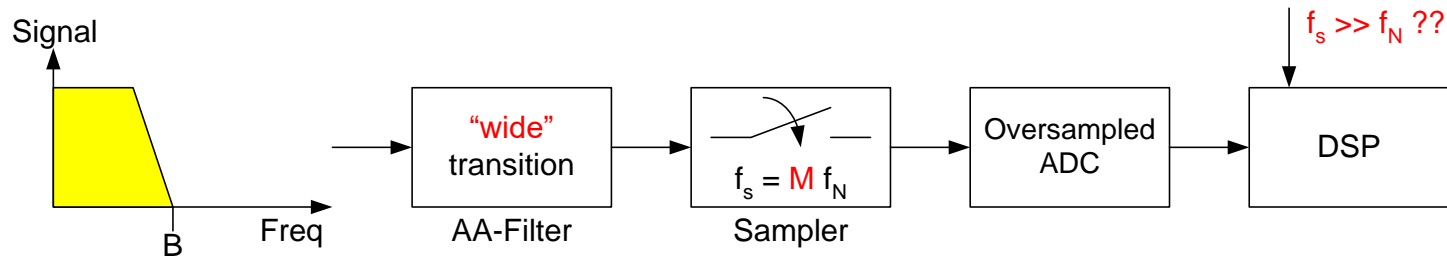 Signal
B
Freq
“wide”
transition
AA-Filter
f_s = M f_N
Sampler
Oversampled
ADC
f_s >> f_N ??
DSP